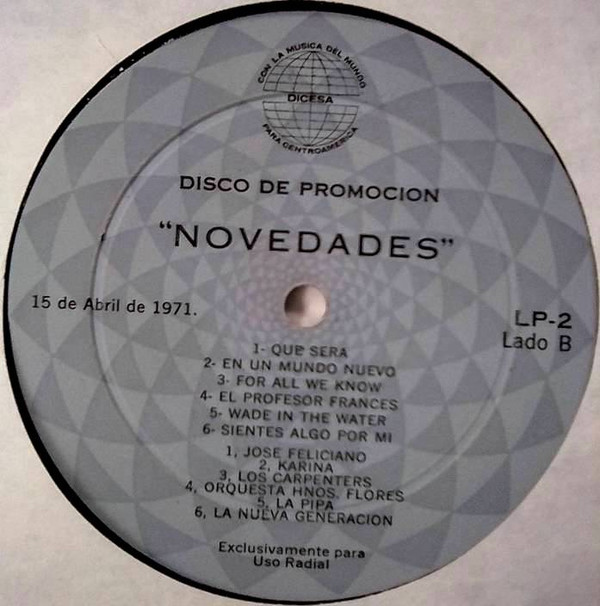 CON LA MUSICA DEL MUNDO
DICESA
PARA CENTROAMERICA
DISCO DE PROMOCION
"NOVEDADES"
15 de Abril de 1971.
LP-2
Lado B
1- QUE SERA
2- EN UN MUNDO NUEVO
3- FOR ALL WE KNOW
4- EL PROFESOR FRANCES
5- WADE IN THE WATER
6- SIENTES ALGO POR MI
1, JOSE FELICIANO
2, KARINA
3, LOS CARPENTERS
4, ORQUESTA HNOS. FLORES
5, LA PIPA
6, LA NUEVA GENERACION
Exclusivamente para
Uso Radial